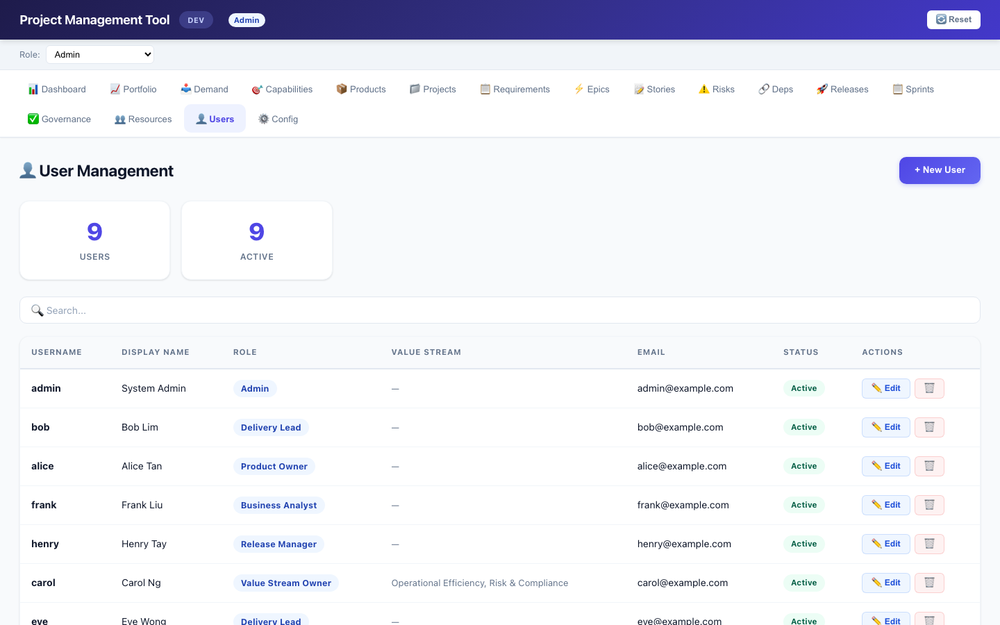 Project Management Tool DEV Admin Reset
Role: Admin
Dashboard Portfolio Demand Capabilities Products Projects Requirements Epics Stories Risks Deps Releases Sprints
Governance Resources Users Config
User Management + New User
9 9
USERS ACTIVE
Search...
USERNAME DISPLAY NAME ROLE VALUE STREAM EMAIL STATUS ACTIONS
admin System Admin Admin — admin@example.com Active Edit
bob Bob Lim Delivery Lead — bob@example.com Active Edit
alice Alice Tan Product Owner — alice@example.com Active Edit
frank Frank Liu Business Analyst — frank@example.com Active Edit
henry Henry Tay Release Manager — henry@example.com Active Edit
carol Carol Ng Value Stream Owner Operational Efficiency, Risk & Compliance carol@example.com Active Edit
eve Eve Wong Delivery Lead — eve@example.com Active Edit